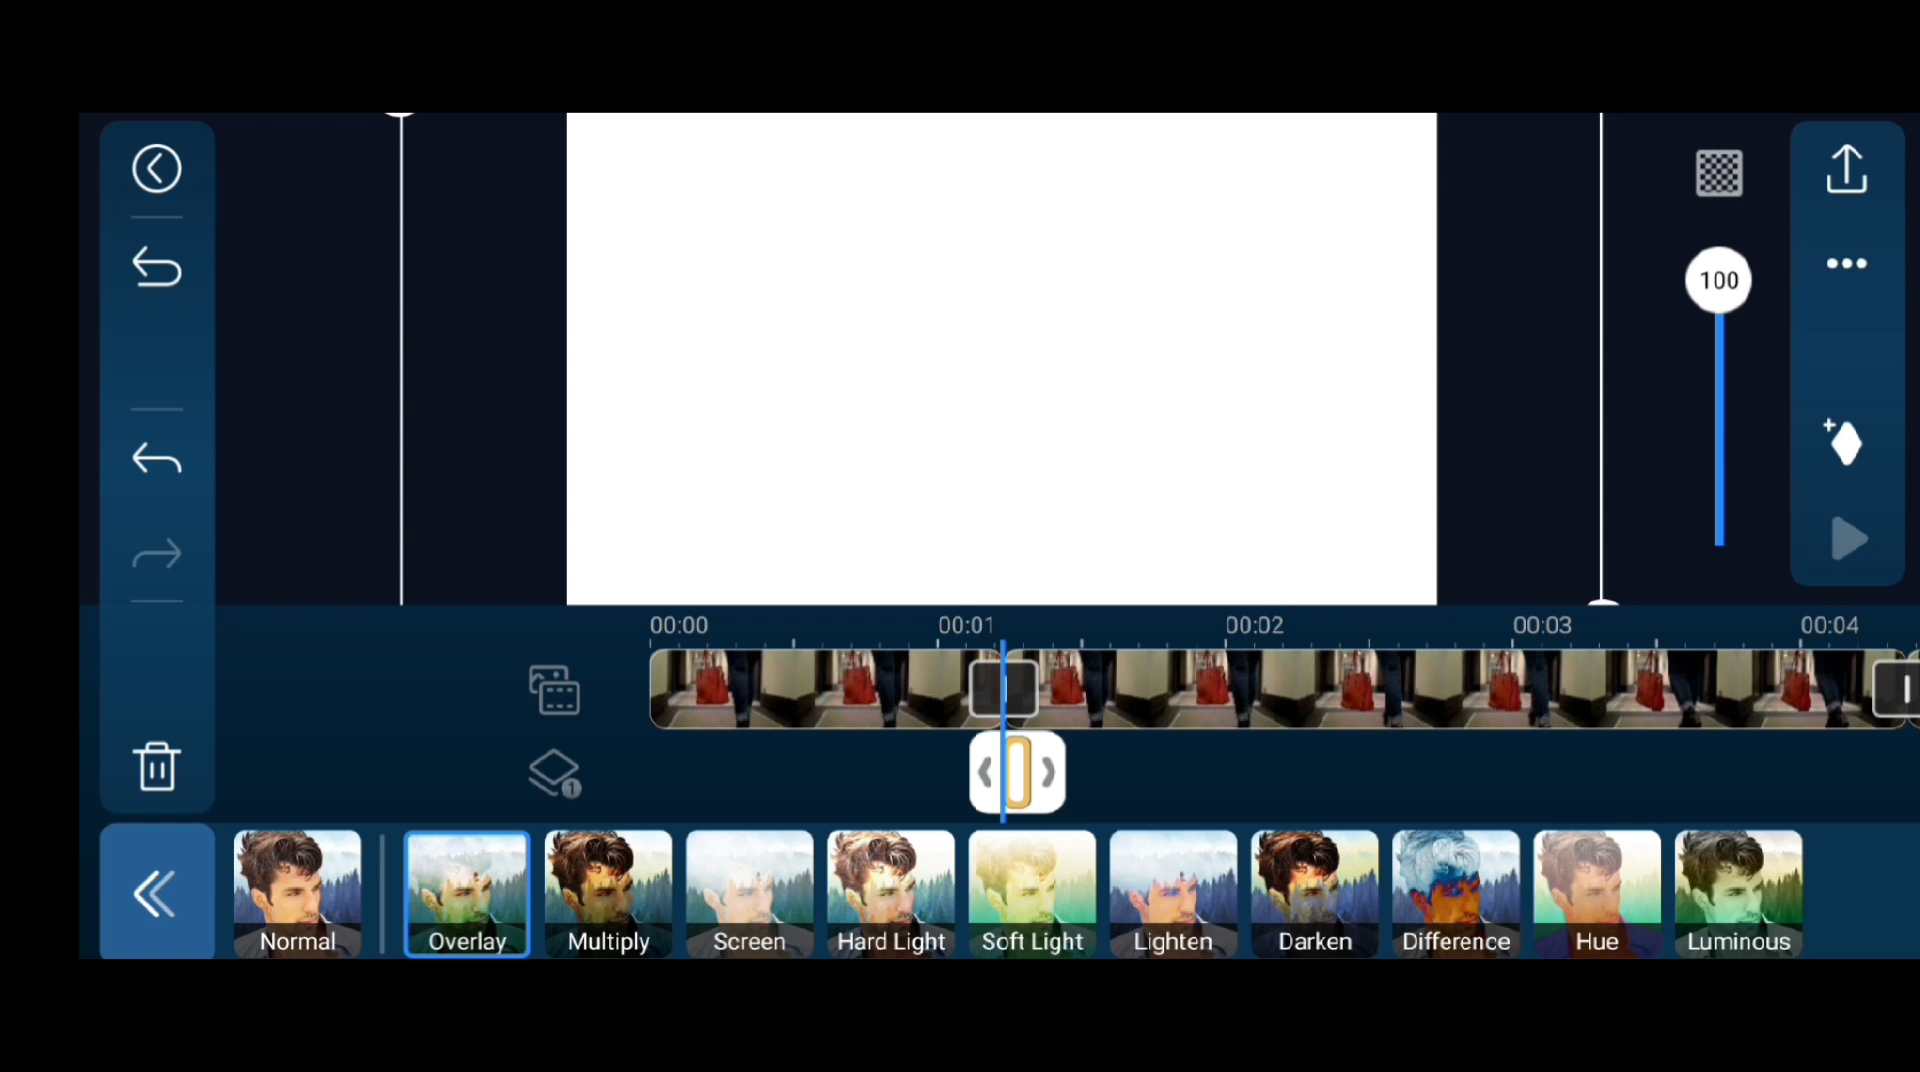 100
00:00
00:01
00:02
00:03
00:04
1
Normal
Overlay
Multiply
Screen
Hard Light
Soft Light
Lighten
Darken
Difference
Hue
Luminous